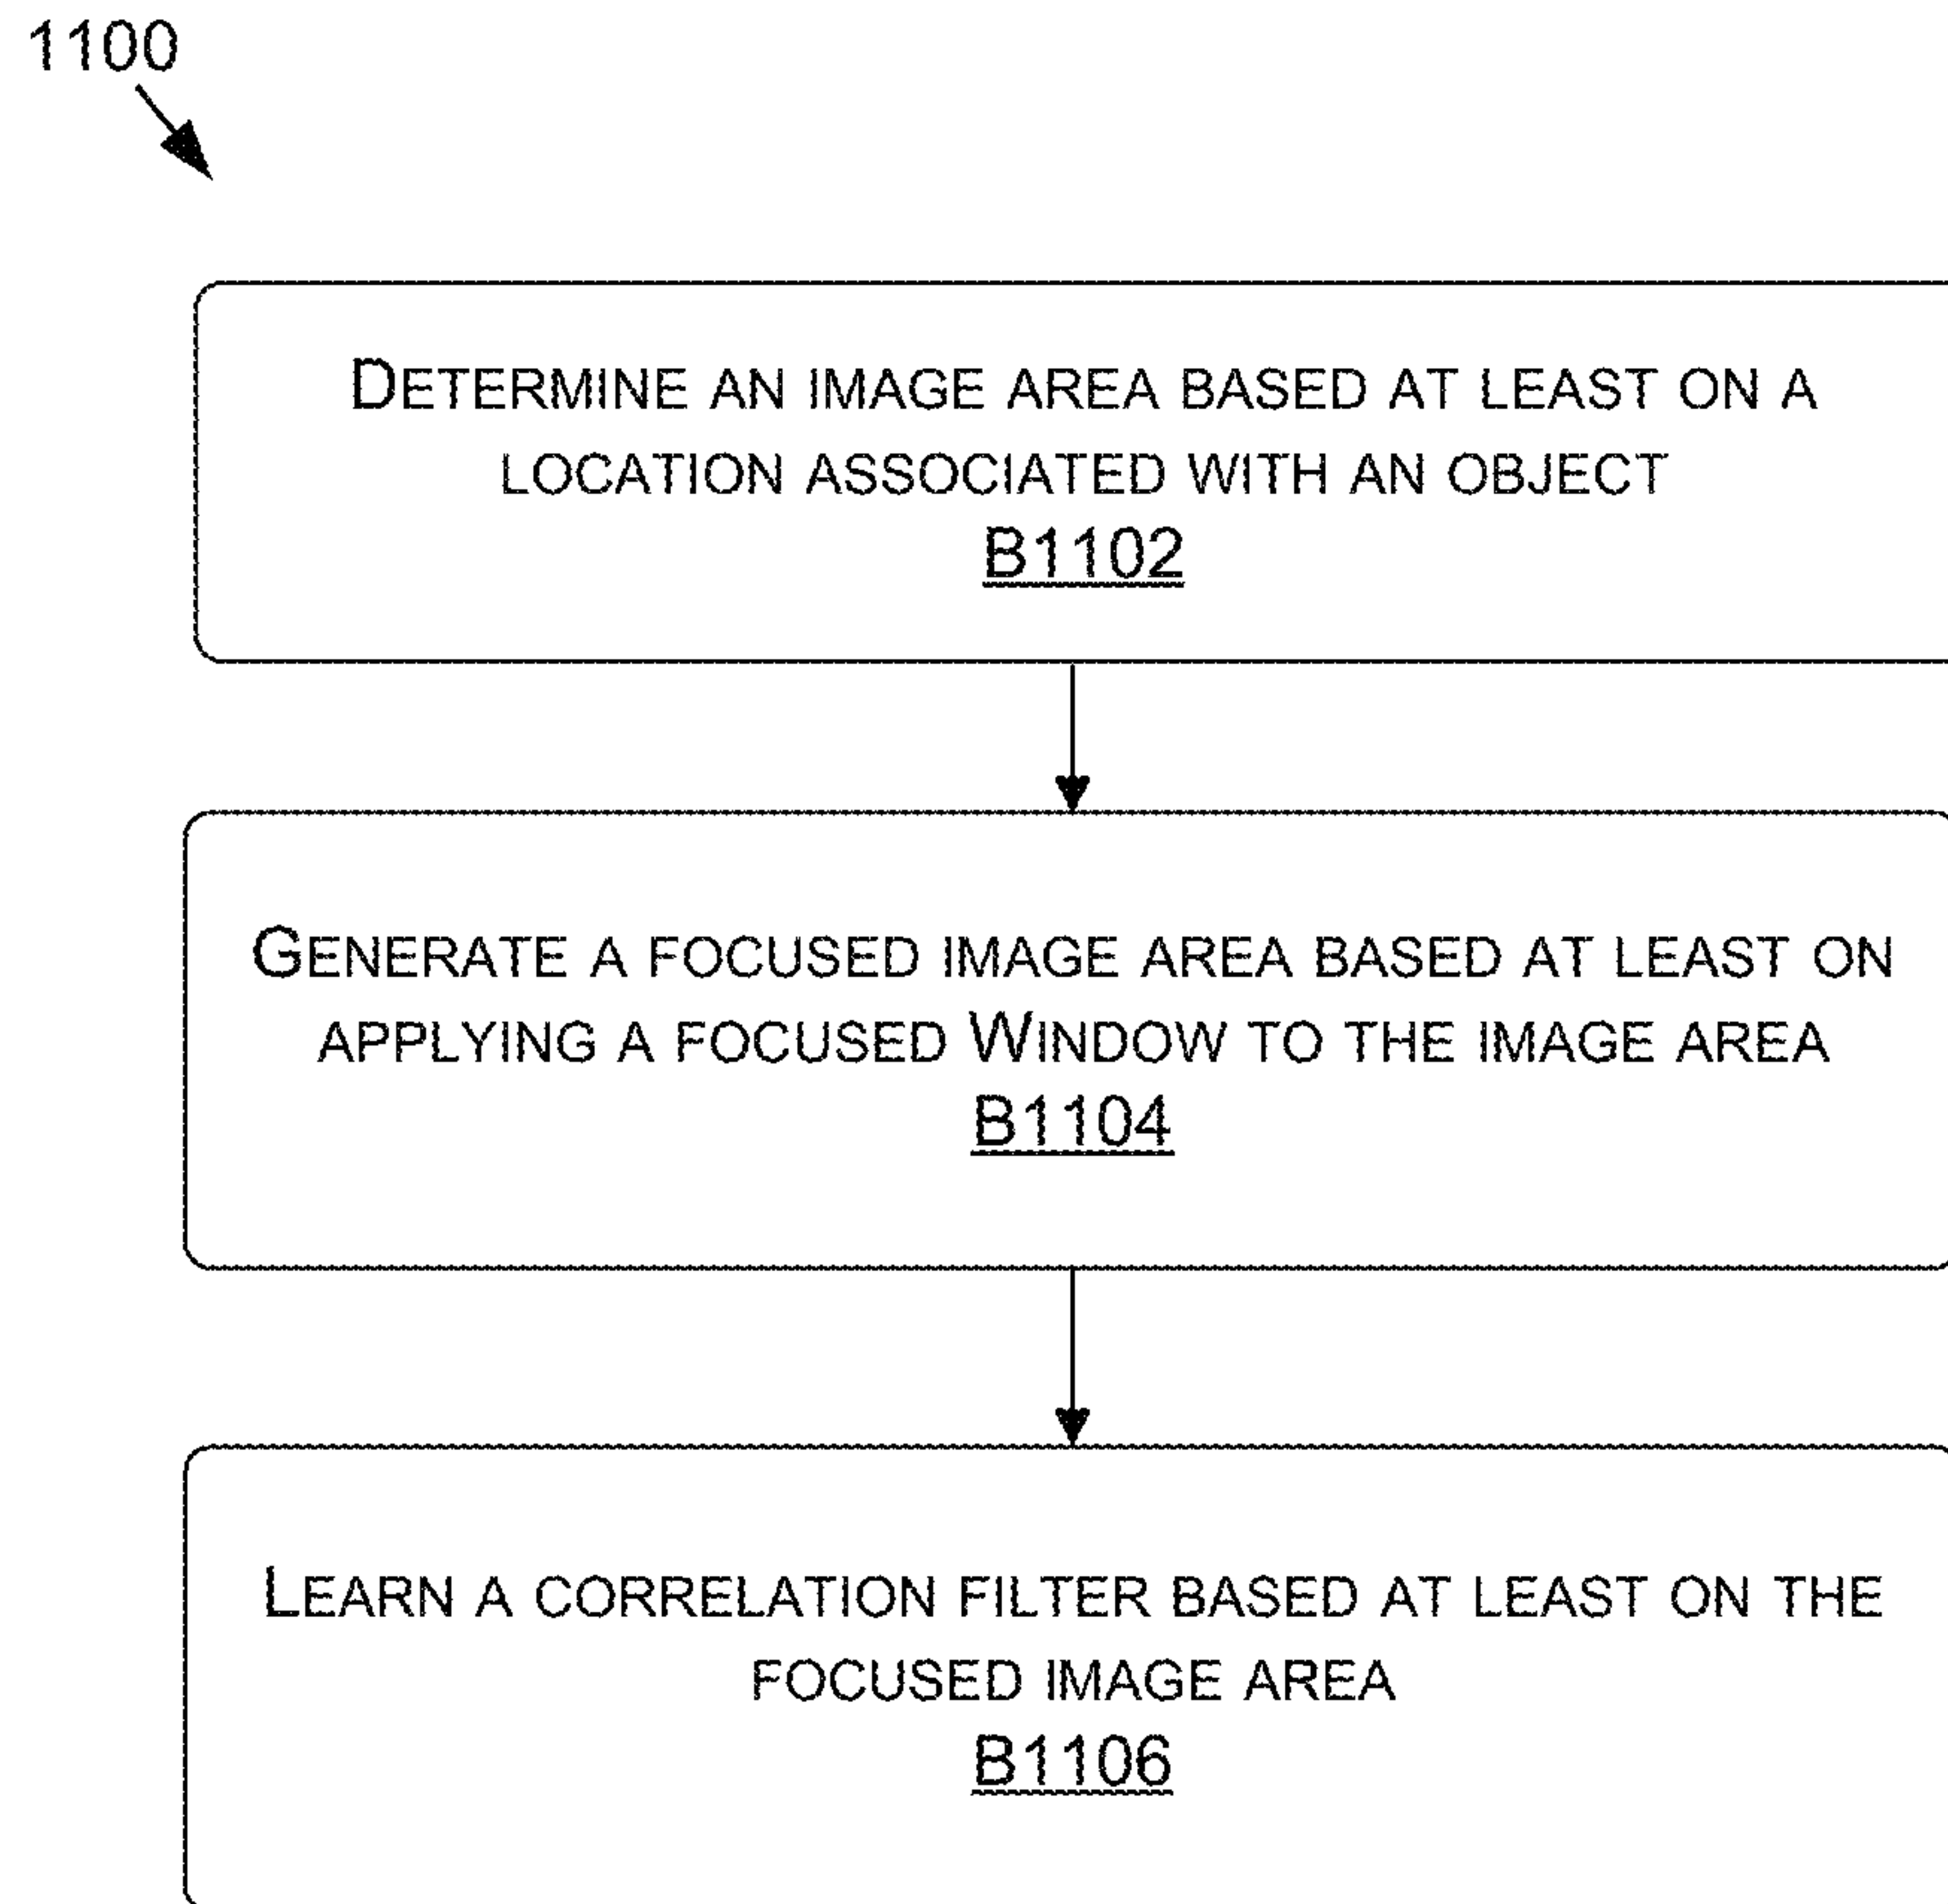 1100
DETERMINE AN IMAGE AREA BASED AT LEAST ON A
LOCATION ASSOCIATED WITH AN OBJECT
B1102
GENERATE A FOCUSED IMAGE AREA BASED AT LEAST ON
APPLYING A FOCUSED WINDOW TO THE IMAGE AREA
B1104
LEARN A CORRELATION FILTER BASED AT LEAST ON THE
FOCUSED IMAGE AREA
B1106